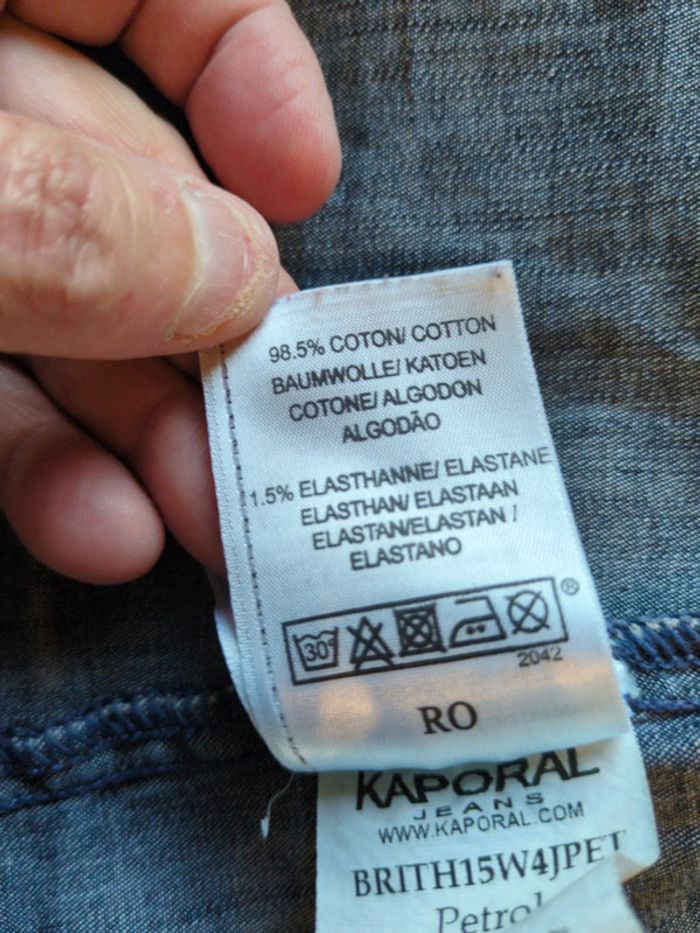 98.5% COTON/ COTTON
BAUMWOLLE/ KATOEN
COTONE/ ALGODON
ALGODÃO
1.5% ELASTHANNE/ ELASTANE
ELASTHAN/ ELASTAAN
ELASTAN/ELASTAN /
ELASTANO
30°
®
2042
RO
KAPORAL
JEANS
WWW.KAPORAL.COM
BRITH15W4JPET
Petrol